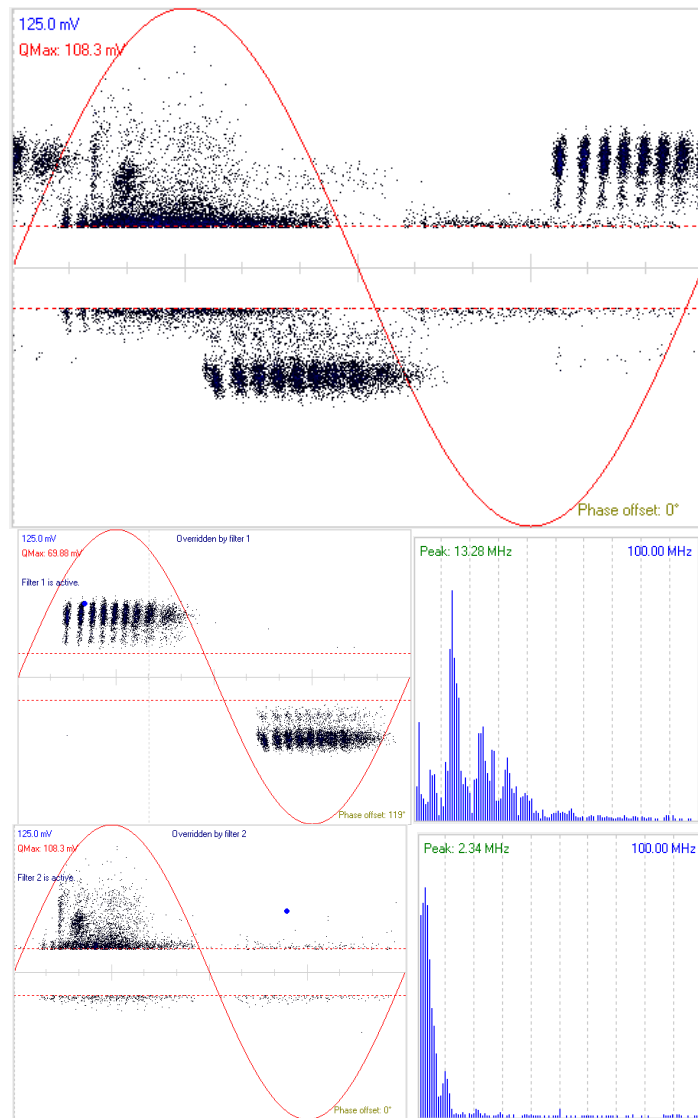 125.0 mV
QMax: 108.3 mV
Phase offset: 0°
125.0 mV
Overridden by filter 1
QMax: 69.88 mV
Filter 1 is active.
Phase offset: 119°
Peak: 13.28 MHz
100.00 MHz
125.0 mV
Overridden by filter 2
QMax: 108.3 mV
Filter 2 is active.
Phase offset: 0°
Peak: 2.34 MHz
100.00 MHz